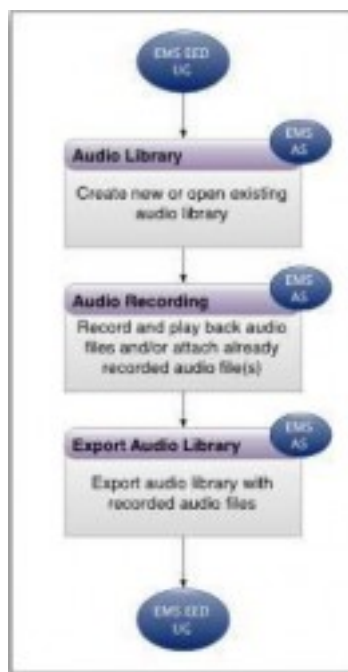 EMS EED
UG
EMS
AS
Audio Library
Create new or open existing
audio library
EMS
AS
Audio Recording
Record and play back audio
files and/or attach already
recorded audio file(s)
EMS
AS
Export Audio Library
Export audio library with
recorded audio files
EMS EED
UG